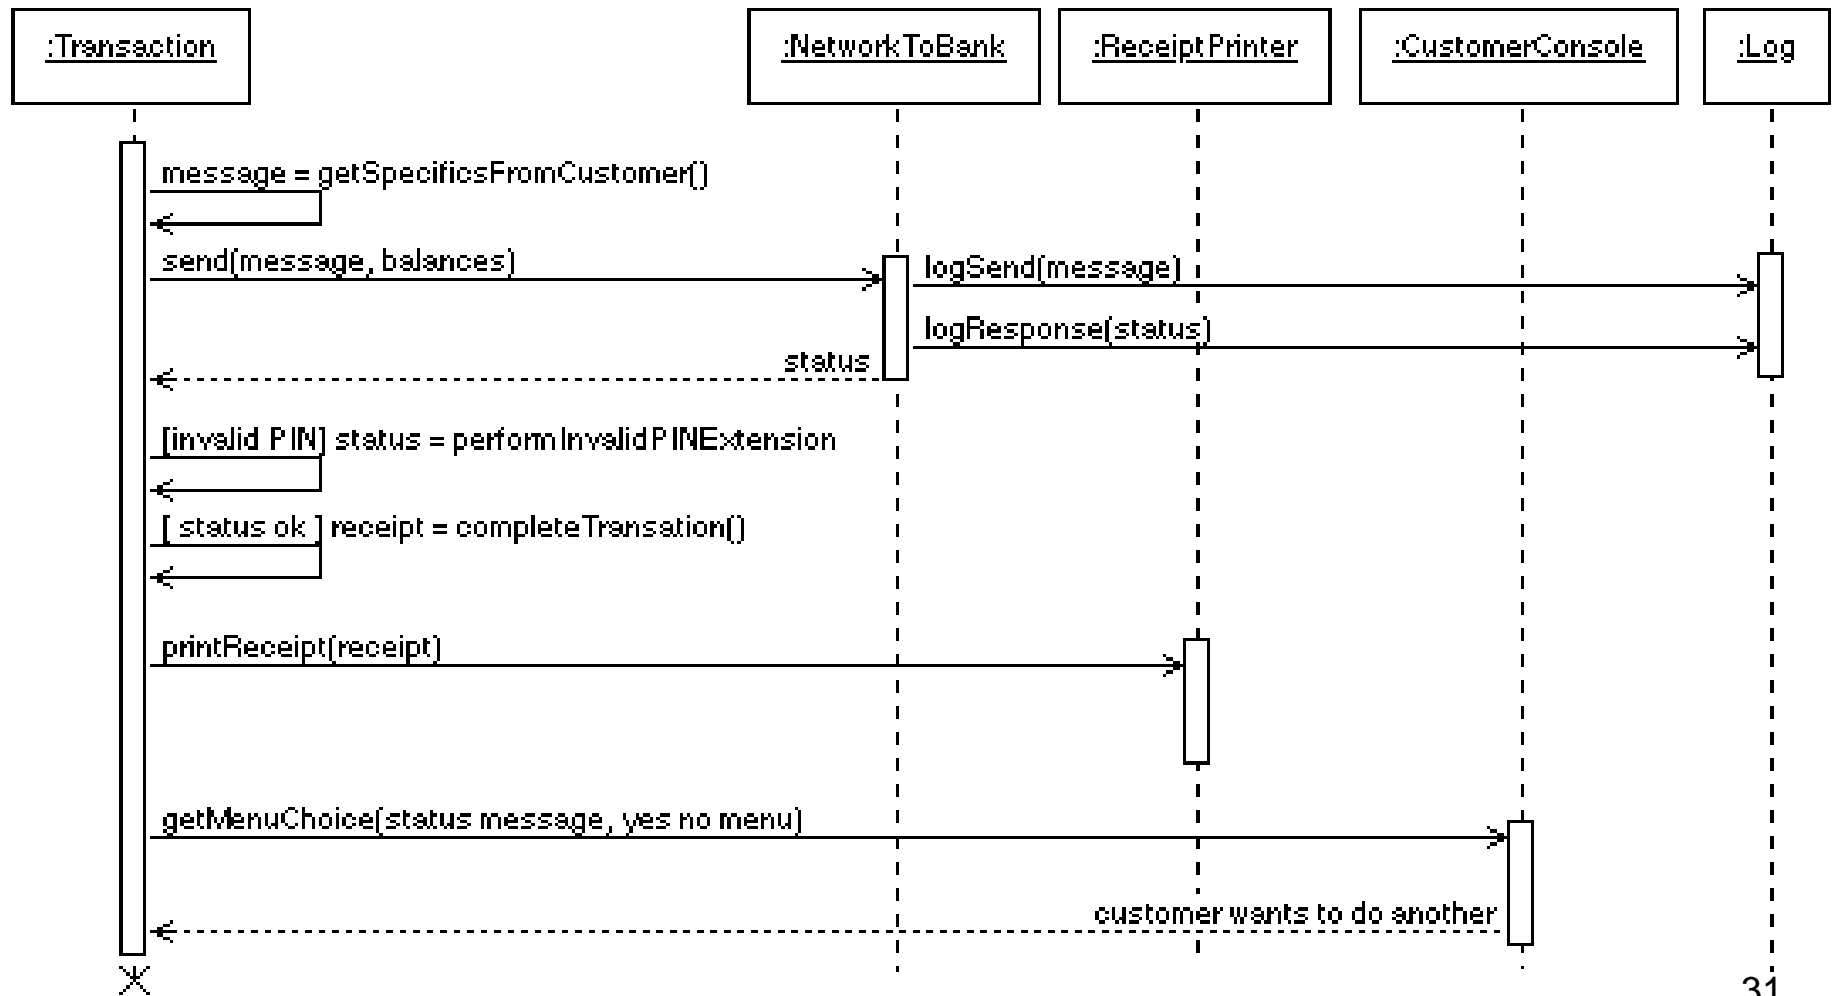 :Transaction
:NetworkToBank
:ReceiptPrinter
:CustomerConsole
:Log
message = getSpecificsFromCustomer()
send(message, balances)
logSend(message)
logResponse(status)
status
[invalid PIN] status = performInvalidPINExtension
[ status ok ] receipt = completeTransation()
printReceipt(receipt)
getMenuChoice(status message, yes no menu)
customer wants to do another
31